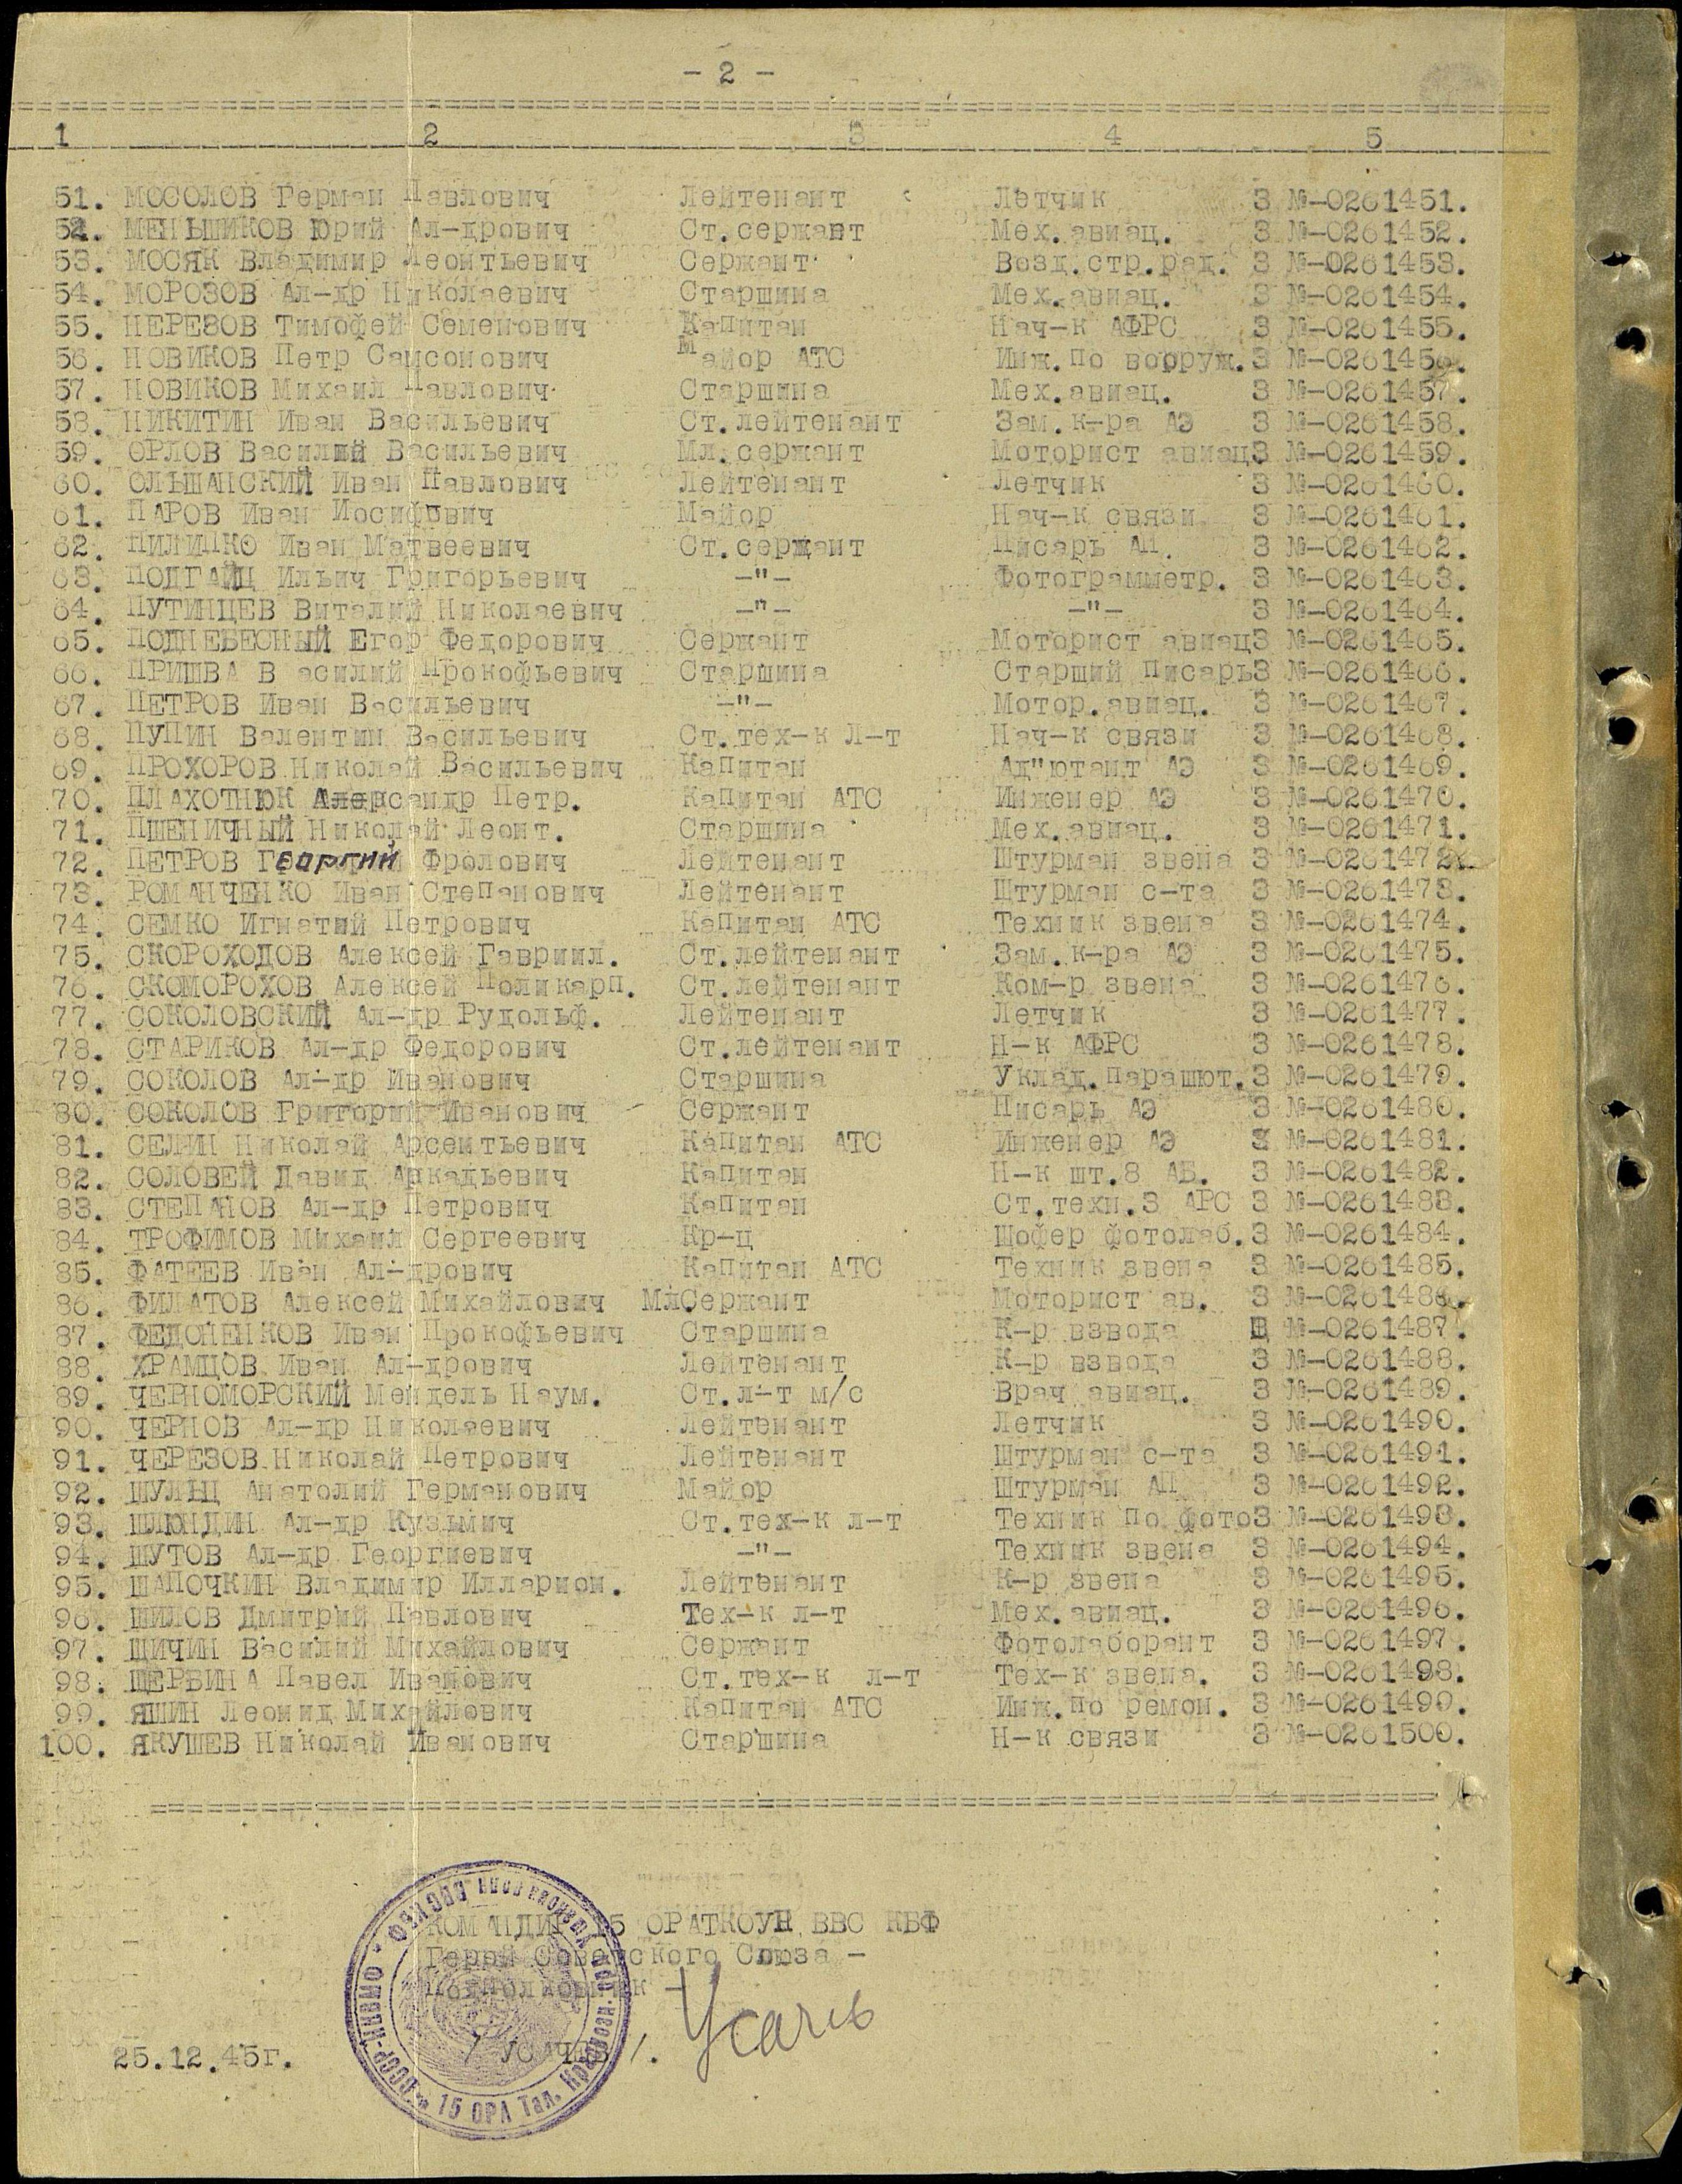 - 2 -
1 2 3 4 5
51. МОСОЛОВ Герман Павлович Лейтенант Летчик З №-0261451.
52. МЕНЬШИКОВ Юрий Ал-дрович Ст.сержант Мех.авиац. З №-0261452.
53. МОСЯК Владимир Леонтьевич Сержант Возд.стр.рад. З №-0261453.
54. МОРОЗОВ Ал-др Николаевич Старшина Мех.авиац. З №-0261454.
55. НЕРЕЗОВ Тимофей Семенович Капитан Нач-к АФРС З №-0261455.
56. НОВИКОВ Петр Самсонович Майор АТС Инж.по вооруж.З №-0261456.
57. НОВИКОВ Михаил Павлович Старшина Мех.авиац. З №-0261457.
58. НИКИТИН Иван Васильевич Ст.лейтенант Зам.к-ра АЭ З №-0261458.
59. ОРЛОВ Василий Васильевич Мл.сержант Моторист авиац.З №-0261459.
60. ОЛЬШАНСКИЙ Иван Павлович Лейтенант Летчик З №-0261460.
61. ПАРОВ Иван Иосифович Майор Нач-к связи З №-0261461.
62. ПИЛИПКО Иван Матвеевич Ст.сержант Писарь АП. З №-0261462.
63. ПОДГАЙЦ Ильич Григорьевич -"- Фотограмметр. З №-0261463.
64. ПУТИНЦЕВ Виталий Николаевич -"- -"- З №-0261464.
65. ПОДНЕБЕСНЫЙ Егор Федорович Сержант Моторист авиацЗ №-0261465.
66. ПРИШВА В асилий Прокофьевич Старшина Старший ПисарьЗ №-0261466.
67. ПЕТРОВ Иван Васильевич -"- Мотор.авиац. З №-0261467.
68. ПУПИН Валентин Васильевич Ст.тех-к Л-т Нач-к связи З №-0261468.
69. ПРОХОРОВ Николай Васильевич Капитан Ад"ютант АЭ З №-0261469.
70. ПЛАХОТНЮК Александр Петр. Капитан АТС Инженер АЭ З №-0261470.
71. ПШЕНИЧНЫЙ Николай Леонт. Старшина Мех.авиац. З №-0261471.
72. ПЕТРОВ Георгий Фролович Лейтенант Штурман звена З №-0261472.
73. РОМАНЧЕНКО Иван Степанович Лейтенант Штурман с-та З №-0261473.
74. СЕМКО Игнатий Петрович Капитан АТС Техник звена З №-0261474.
75. СКОРОХОДОВ Алексей Гавриил. Ст.лейтенант Зам.к-ра АЭ З №-0261475.
76. СКОМОРОХОВ Алексей Поликарп. Ст.лейтенант Ком-р звена З №-0261476.
77. СОКОЛОВСКИЙ Ал-др Рудольф. Лейтенант Летчик З №-0261477.
78. СТАРИКОВ Ал-др Федорович Ст.лейтенант Н-к АФРС З №-0261478.
79. СОКОЛОВ Ал-др Иванович Старшина Уклад.парашют.З №-0261479.
80. СОКОЛОВ Григорий Иванович Сержант Писарь АЭ З №-0261480.
81. СЕЛИН Николай Арсентьевич Капитан АТС Инженер АЭ З №-0261481.
82. СОЛОВЕЙ Давид Аркадьевич Капитан Н-к шт.8 АБ. З №-0261482.
83. СТЕПАНОВ Ал-др Петрович Капитан Ст.техн.3 АРС З №-0261483.
84. ТРОФИМОВ Михаил Сергеевич Кр-ц Шофер фотолаб.З №-0261484.
85. ФАТЕЕВ Иван Ал-дрович Капитан АТС Техник звена З №-0261485.
86. ФИЛАТОВ Алексей Михайлович Мл.Сержант Моторист ав. З №-0261486.
87. ФЕДОНЕНКОВ Иван Прокофьевич Старшина К-р взвода №-0261487.
88. ХРАМЦОВ Иван Ал-дрович Лейтенант К-р взвода З №-0261488.
89. ЧЕРНОМОРСКИЙ Мендель Наум. Ст.л-т м/с Врач авиац. З №-0261489.
90. ЧЕРНОВ Ал-др Николаевич Лейтенант Летчик З №-0261490.
91. ЧЕРЕЗОВ Николай Петрович Лейтенант Штурман с-та З №-0261491.
92. ШУЛЬЦ Анатолий Германович Майор Штурман АП З №-0261492.
93. ШЛЮНДИН Ал-др Кузьмич Ст.тех-к л-т Техник по фотоЗ №-0261493.
94. ШУТОВ Ал-др Георгиевич -"- Техник звена З №-0261494.
95. ШАПОЧКИН Владимир Илларион. Лейтенант К-р звена З №-0261495.
96. ШИЛОВ Дмитрий Павлович Тех-к л-т Мех.авиац. З №-0261496.
97. ЩИЧИН Василий Михайлович Сержант Фотолаборант З №-0261497.
98. ЩЕРБИНА Павел Иванович Ст.тех-к л-т Тех-к звена. З №-0261498.
99. ЯШИН Леонид Михайлович Капитан АТС Инж.по ремон. З №-0261499.
100. ЯКУШЕВ Николай Иванович Старшина Н-к связи З №-0261500.
КОМАНДИР 15 ОРАТКОУН ВВС КБФ
Герой Советского Союза -
Подполковник -
/ УСАЧЕВ /. Усачев
25.12.45г.
15 ОРА Тал.